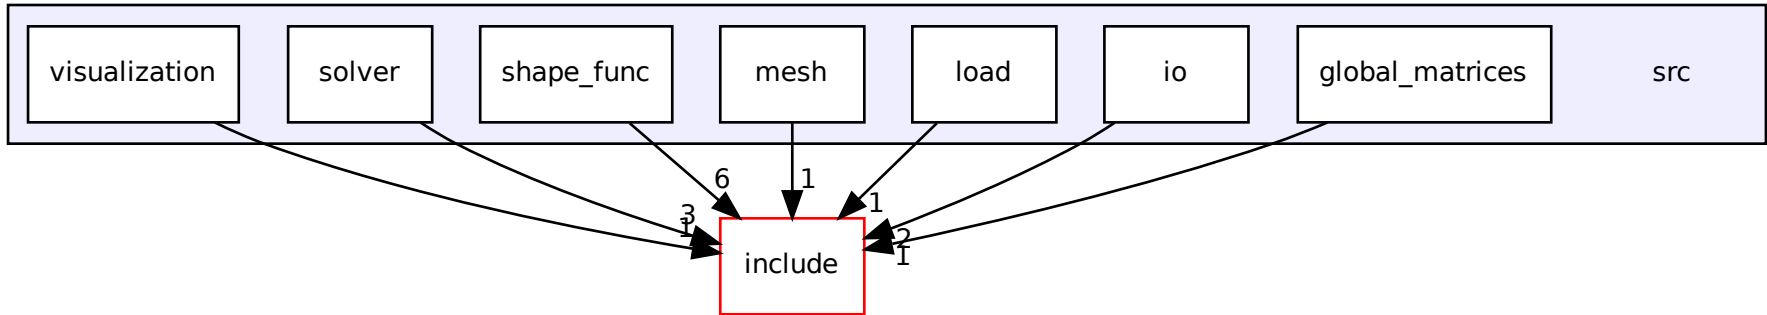 visualization
solver
shape_func
mesh
load
io
global_matrices
src
6
1
1
3
1
2
1
include